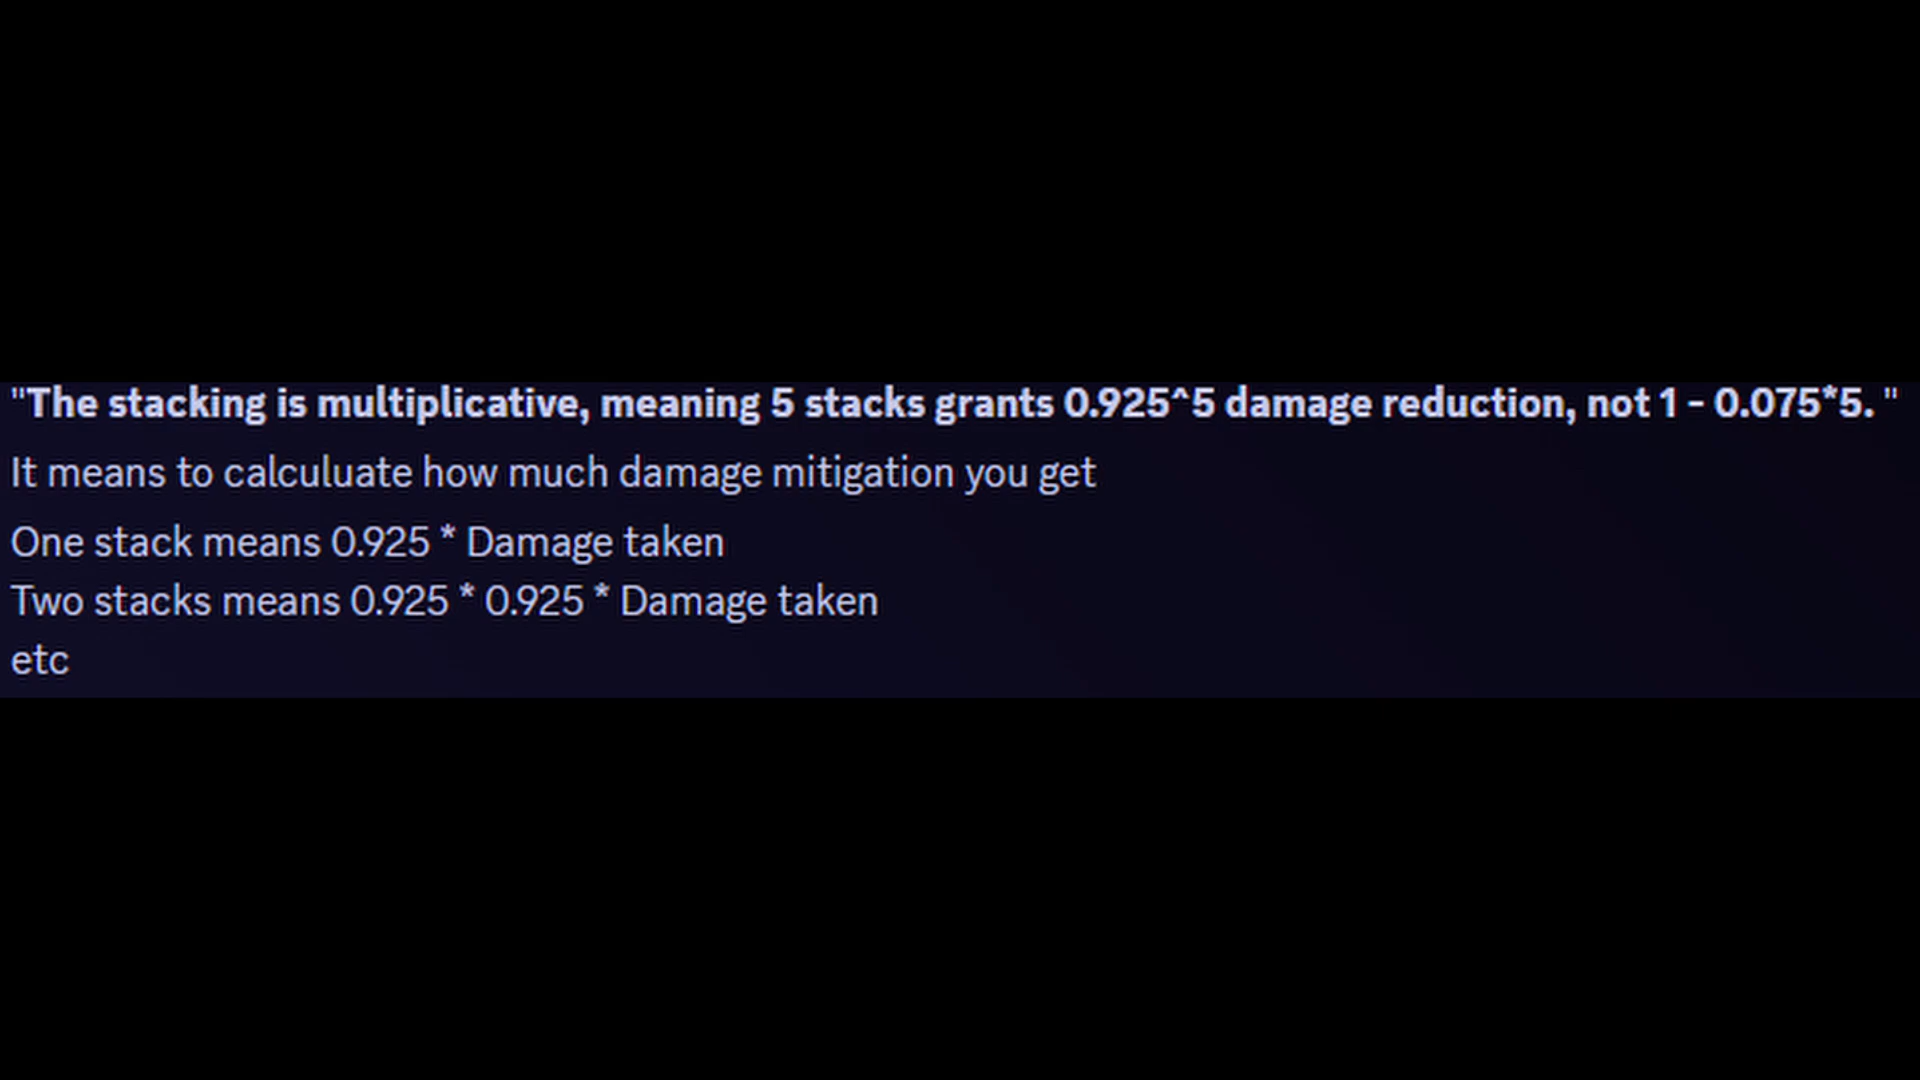 "The stacking is multiplicative, meaning 5 stacks grants 0.925^5 damage reduction, not 1 - 0.075*5. "
It means to calculuate how much damage mitigation you get
One stack means 0.925 * Damage taken
Two stacks means 0.925 * 0.925 * Damage taken
etc